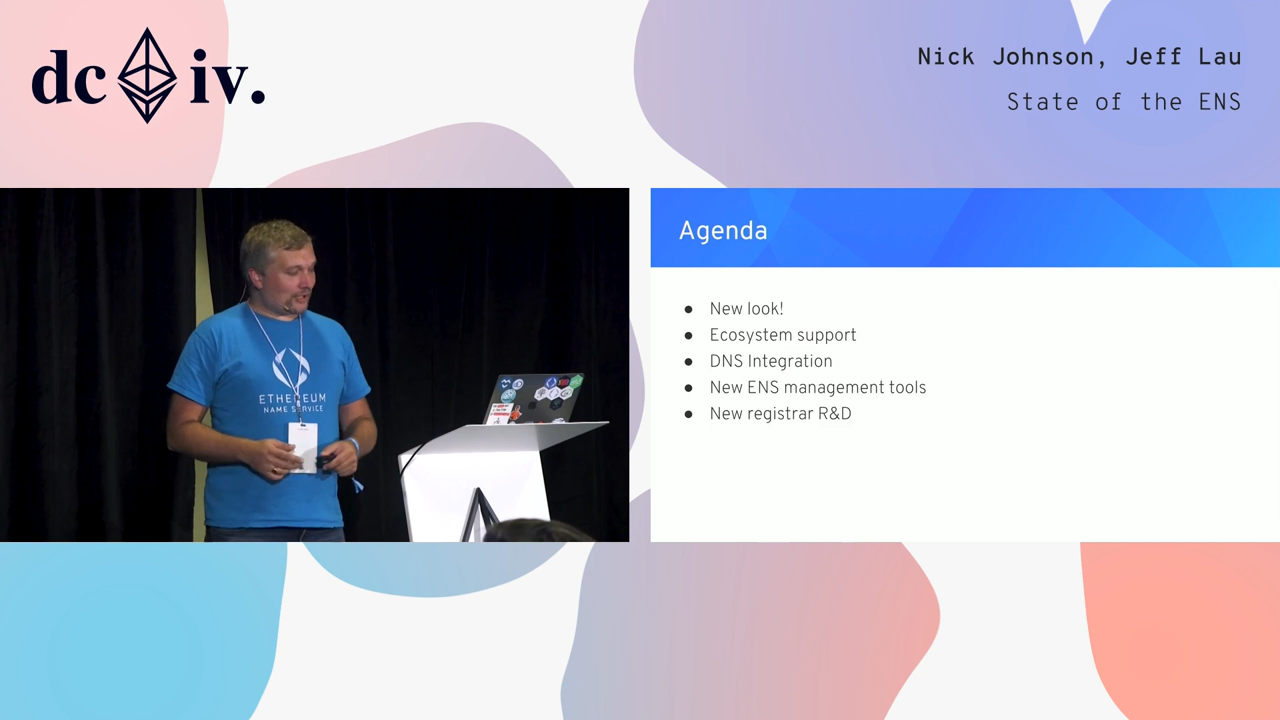 dc iv.
Nick Johnson, Jeff Lau
State of the ENS
ETHEREUM
NAME SERVICE
Agenda
● New look!
● Ecosystem support
● DNS Integration
● New ENS management tools
● New registrar R&D